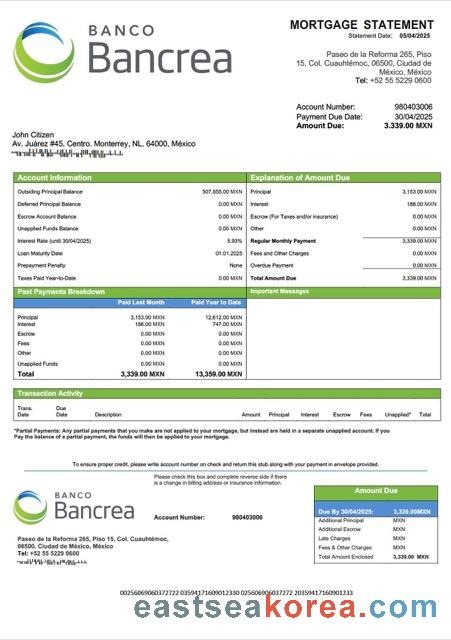 BANCO
Bancrea
MORTGAGE STATEMENT
Statement Date: 05/04/2025
Paseo de la Reforma 265, Piso
15, Col. Cuauhtémoc, 06500, Ciudad de
México, México
Tel: +52 55 5229 0600
Account Number: 980403006
Payment Due Date: 30/04/2025
Amount Due: 3.339.00 MXN
John Citizen
Av. Juárez #45, Centro. Monterrey, NL, 64000, México
Account Information
Outsiding Principal Balance 507,655.00 MXN
Deferred Principal Balance 0.00 MXN
Escrow Account Balance 0.00 MXN
Unapplied Funds Balance 0.00 MXN
Interest Rate (until 30/04/2025) 5.93%
Loan Maturity Date 01.01.2025
Prepayment Penalty None
Taxes Paid Year-to-Date 0.00 MXN
Explanation of Amount Due
Principal 3,153.00 MXN
Interest 186.00 MXN
Escrow (For Taxes and/or insurance) 0.00 MXN
Other 0.00 MXN
Regular Monthly Payment 3,339.00 MXN
Fees and Other Charges 0.00 MXN
Overdue Payment 0.00 MXN
Total Amount Due 3,339.00 MXN
Past Payments Breakdown
Paid Last Month Paid Year to Date
Principal 3,153.00 MXN 12,612.00 MXN
Interest 186.00 MXN 747.00 MXN
Escrow 0.00 MXN 0.00 MXN
Fees 0.00 MXN 0.00 MXN
Other 0.00 MXN 0.00 MXN
Unapplied Funds 0.00 MXN 0.00 MXN
Total 3,339.00 MXN 13,359.00 MXN
Important Messages
Transaction Activity
Trans. Date Due Date Description Amount Principal Interest Escrow Fees Unapplied* Total
*Partial Payments: Any partial payments that you make are not applied to your mortgage, but instead are held in a separate unapplied account. If you
Pay the balance of a partial payment, the funds will then be applied to your mortgage.
To ensure proper credit, please write account number on check and return this stub along with your payment in envelope provided.
Please check this box and complete reverse side if there
is a change in billing address or insurance information.
BANCO
Bancrea
Account Number: 980403006
Paseo de la Reforma 265, Piso 15, Col. Cuauhtémoc,
06500, Ciudad de México, México
Tel: +52 55 5229 0600
Amount Due
Due By 30/04/2025: 3,339.00MXN
Additional Principal MXN
Additional Escrow MXN
Late Charges MXN
Fees & Other Charges MXN
Total Amount Enclosed 3,339.00 MXN
00256069060372722 02359417160901233O 025606906037272 2035941716090​1233
eastseakorea.com